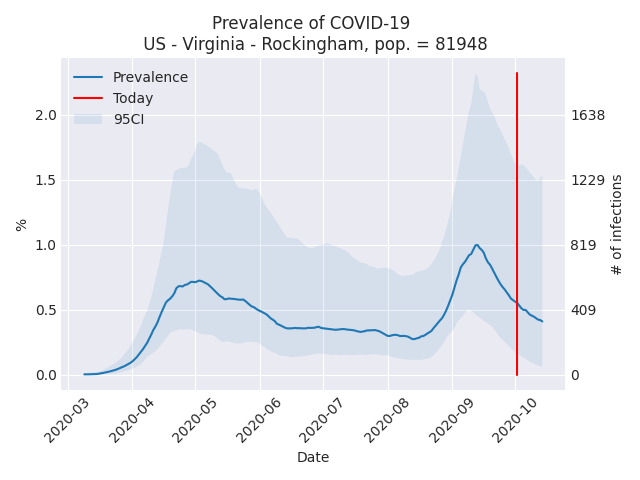 Prevalence of COVID-19
US - Virginia - Rockingham, pop. = 81948
Prevalence
Today
95CI
2.0
1.5
1.0
0.5
0.0
%
1638
1229
819
409
0
# of infections
2020-03
2020-04
2020-05
2020-06
2020-07
2020-08
2020-09
2020-10
Date